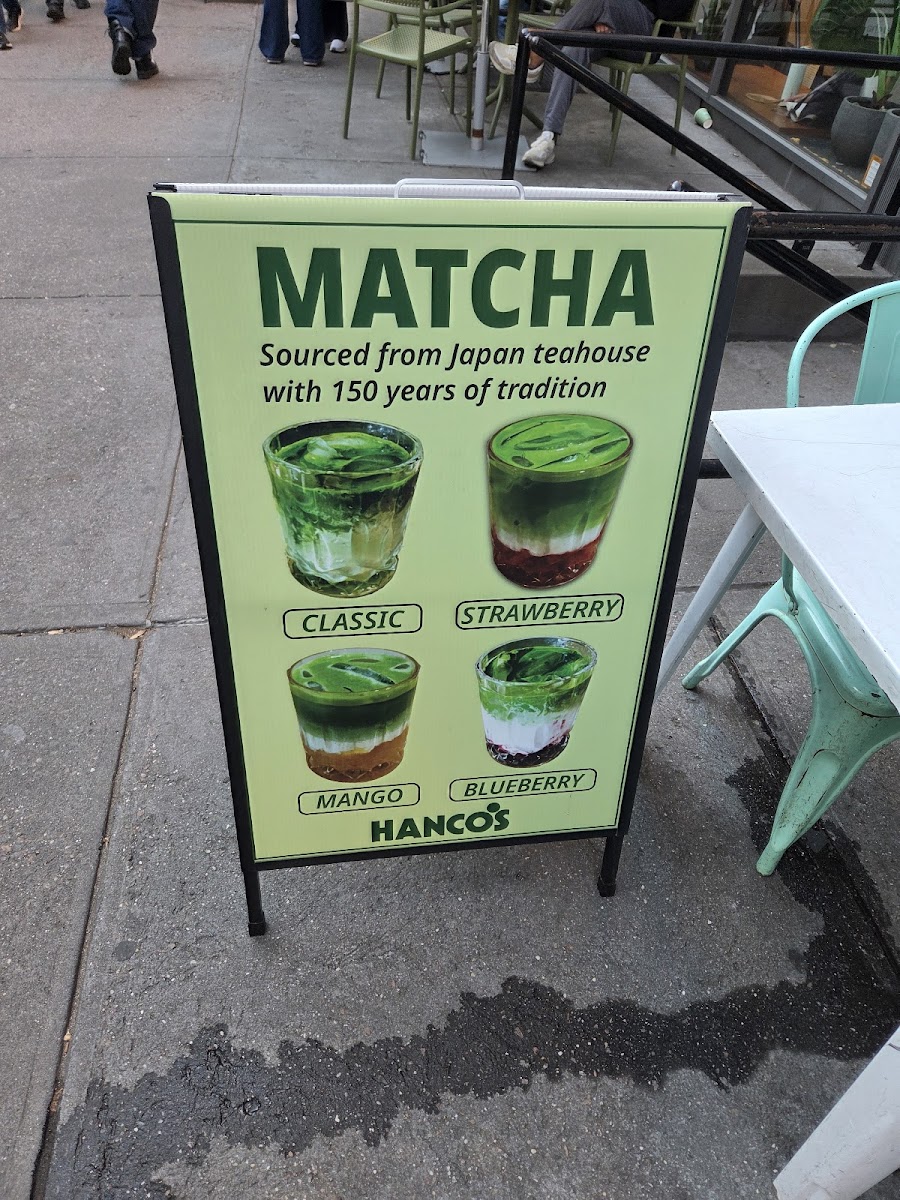 MATCHA
Sourced from Japan teahouse
with 150 years of tradition
CLASSIC
STRAWBERRY
MANGO
BLUEBERRY
HANCO'S